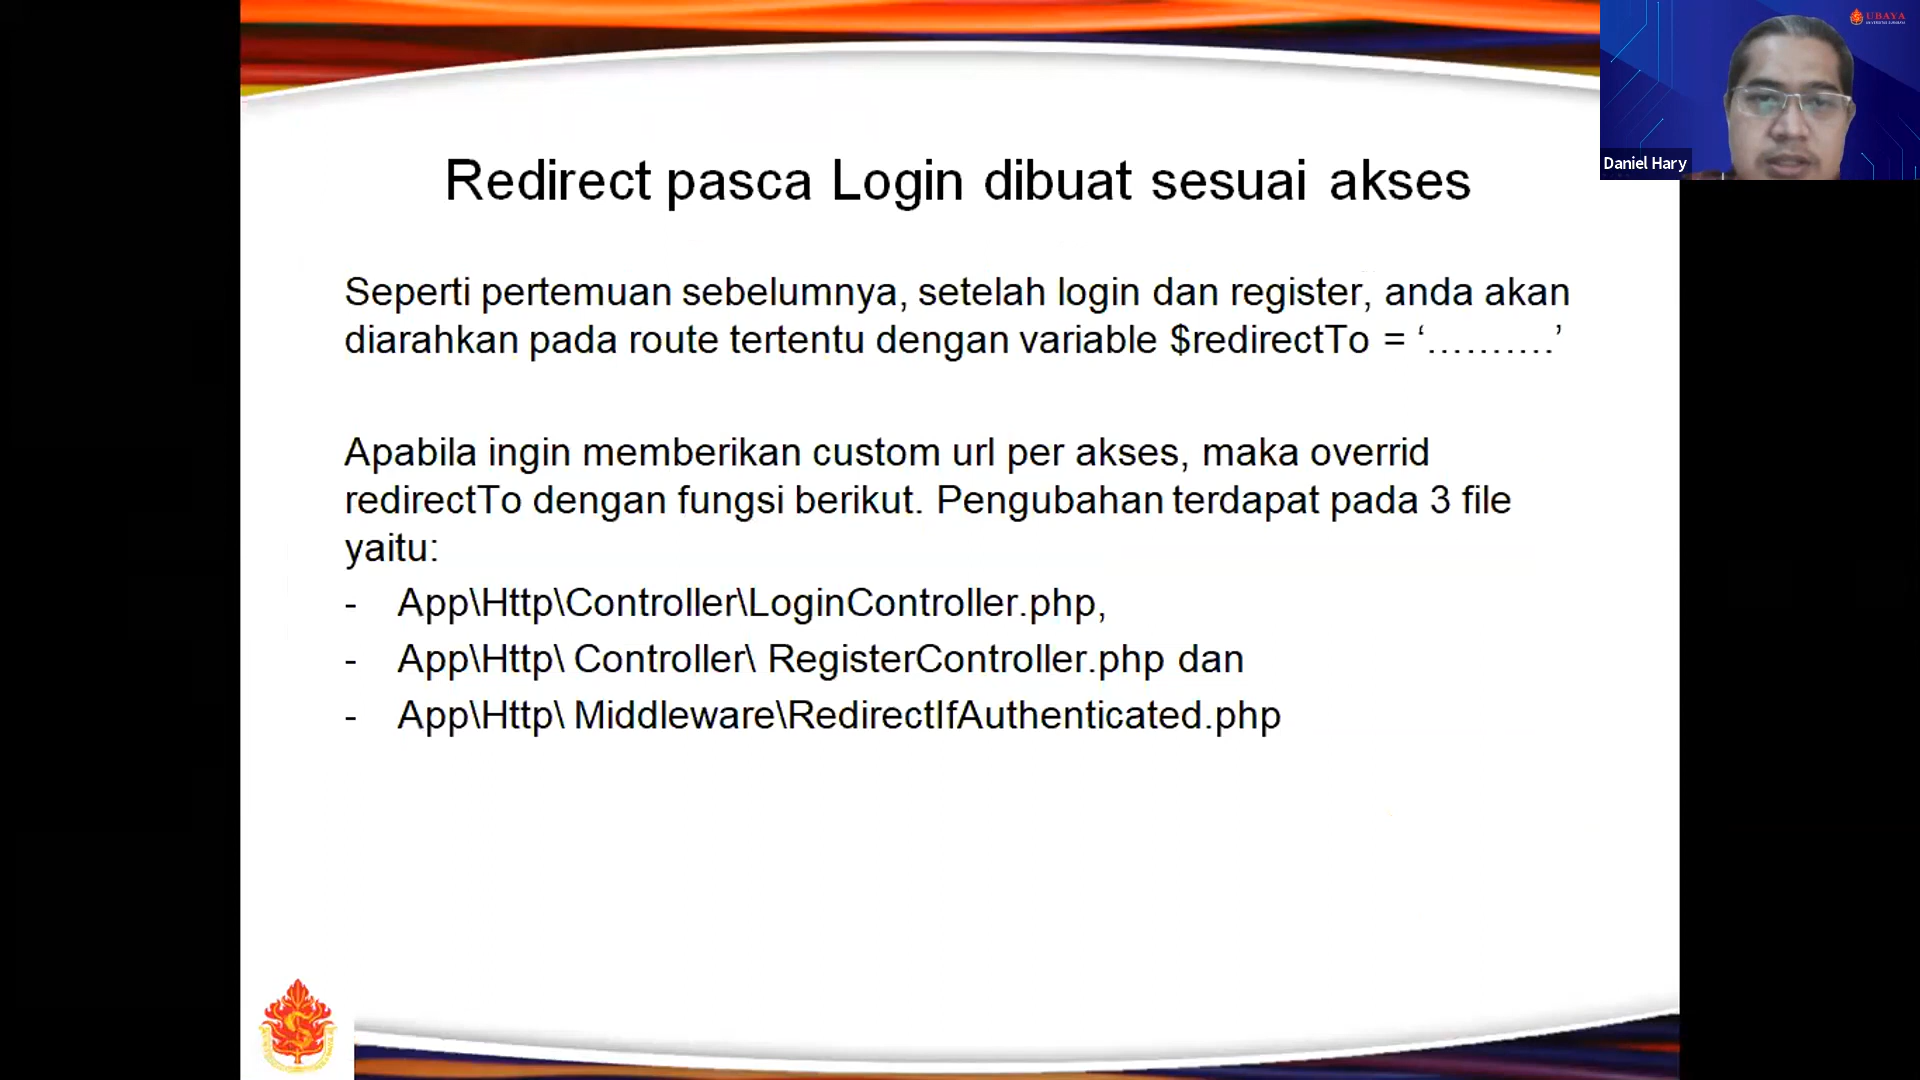 UBAYA
Daniel Hary
Redirect pasca Login dibuat sesuai akses
Seperti pertemuan sebelumnya, setelah login dan register, anda akan
diarahkan pada route tertentu dengan variable $redirectTo = ‘..........’
Apabila ingin memberikan custom url per akses, maka overrid
redirectTo dengan fungsi berikut. Pengubahan terdapat pada 3 file
yaitu:
- App\Http\Controller\LoginController.php,
- App\Http\ Controller\ RegisterController.php dan
- App\Http\ Middleware\RedirectIfAuthenticated.php